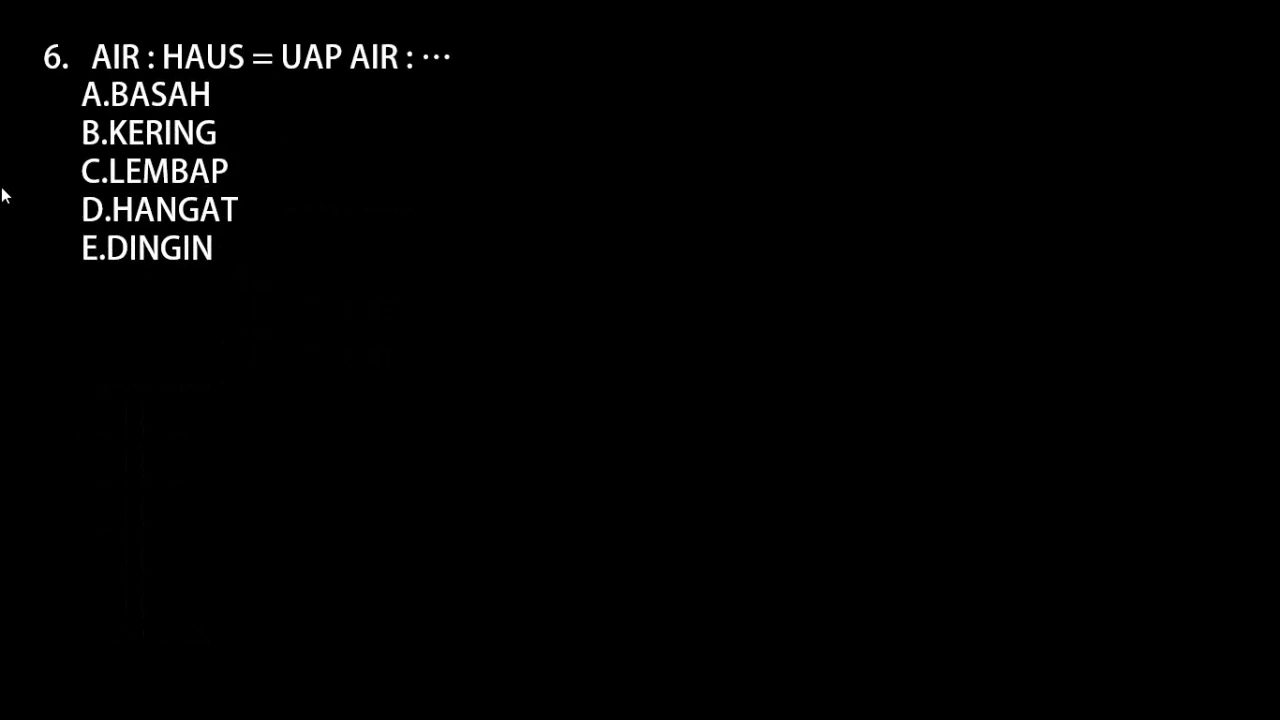 6. AIR : HAUS = UAP AIR : ⋯
A.BASAH
B.KERING
C.LEMBAP
D.HANGAT
E.DINGIN